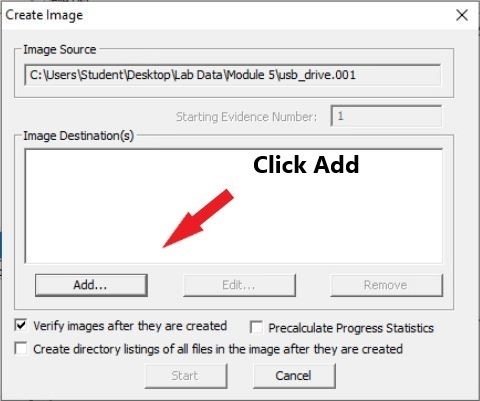 Create Image
Image Source
C:\Users\Student\Desktop\Lab Data\Module 5\usb_drive.001
Starting Evidence Number: 1
Image Destination(s)
Click Add
Add... Edit... Remove
Verify images after they are created Precalculate Progress Statistics
Create directory listings of all files in the image after they are created
Start Cancel